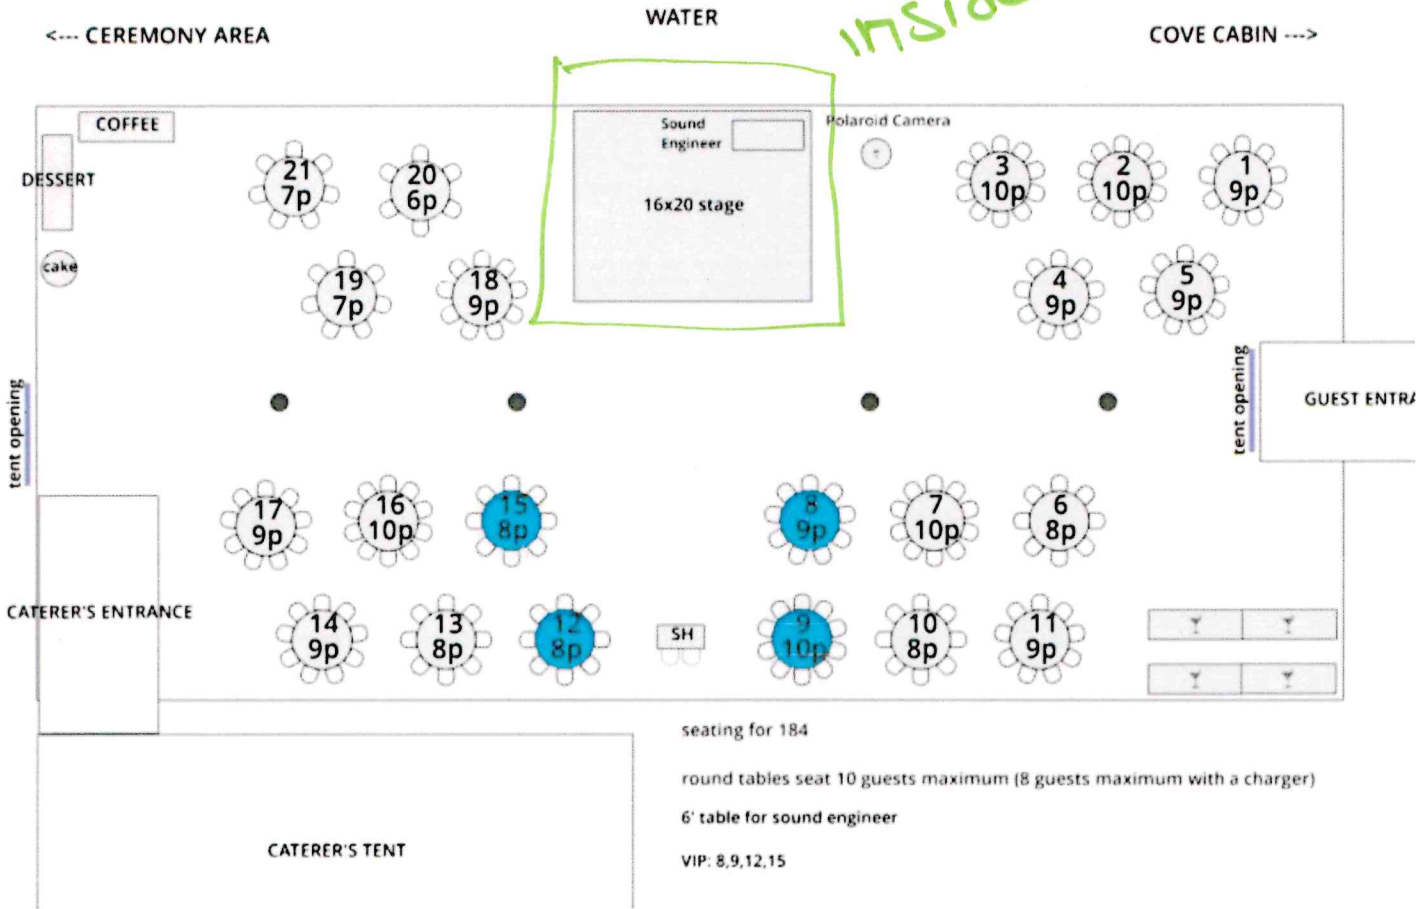 WATER
inside
<--- CEREMONY AREA
COVE CABIN --->
COFFEE
DESSERT
cake
Sound
Engineer
16x20 stage
Polaroid Camera
21
7p
20
6p
19
7p
18
9p
3
10p
2
10p
1
9p
4
9p
5
9p
tent opening
tent opening
GUEST ENTRA
17
9p
16
10p
15
8p
8
9p
7
10p
6
8p
CATERER'S ENTRANCE
14
9p
13
8p
12
8p
SH
9
10p
10
8p
11
9p
seating for 184
round tables seat 10 guests maximum (8 guests maximum with a charger)
6' table for sound engineer
VIP: 8,9,12,15
CATERER'S TENT